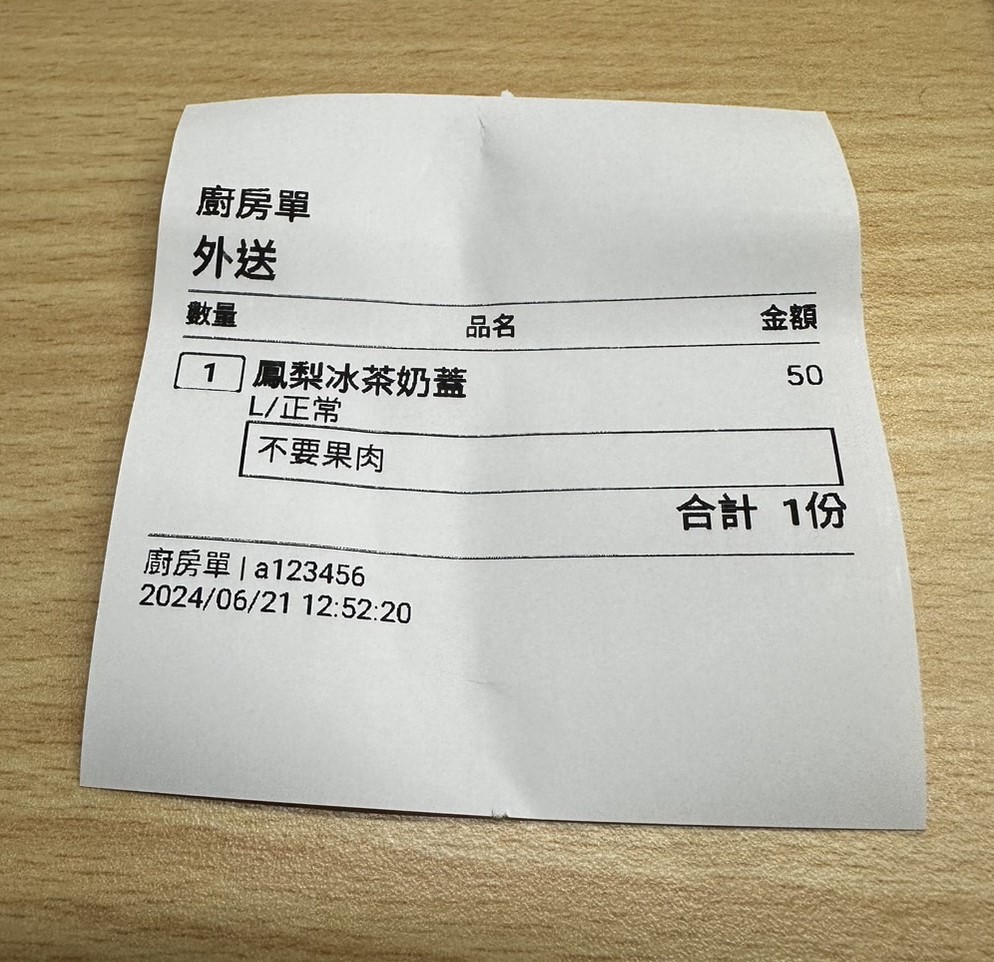 廚房單
外送
數量 品名 金額
1 鳳梨冰茶奶蓋 50
L/正常
不要果肉
合計 1份
廚房單 | a123456
2024/06/21 12:52:20